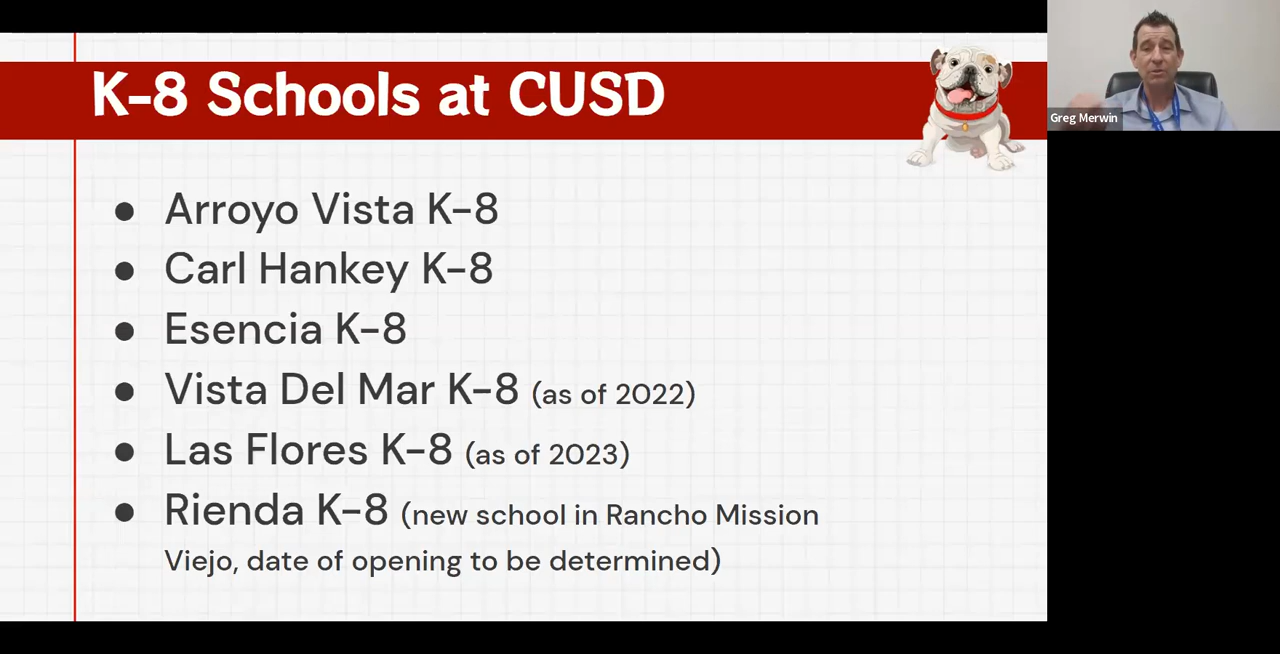 K-8 Schools at CUSD
Greg Merwin
● Arroyo Vista K-8
● Carl Hankey K-8
● Esencia K-8
● Vista Del Mar K-8 (as of 2022)
● Las Flores K-8 (as of 2023)
● Rienda K-8 (new school in Rancho Mission
Viejo, date of opening to be determined)